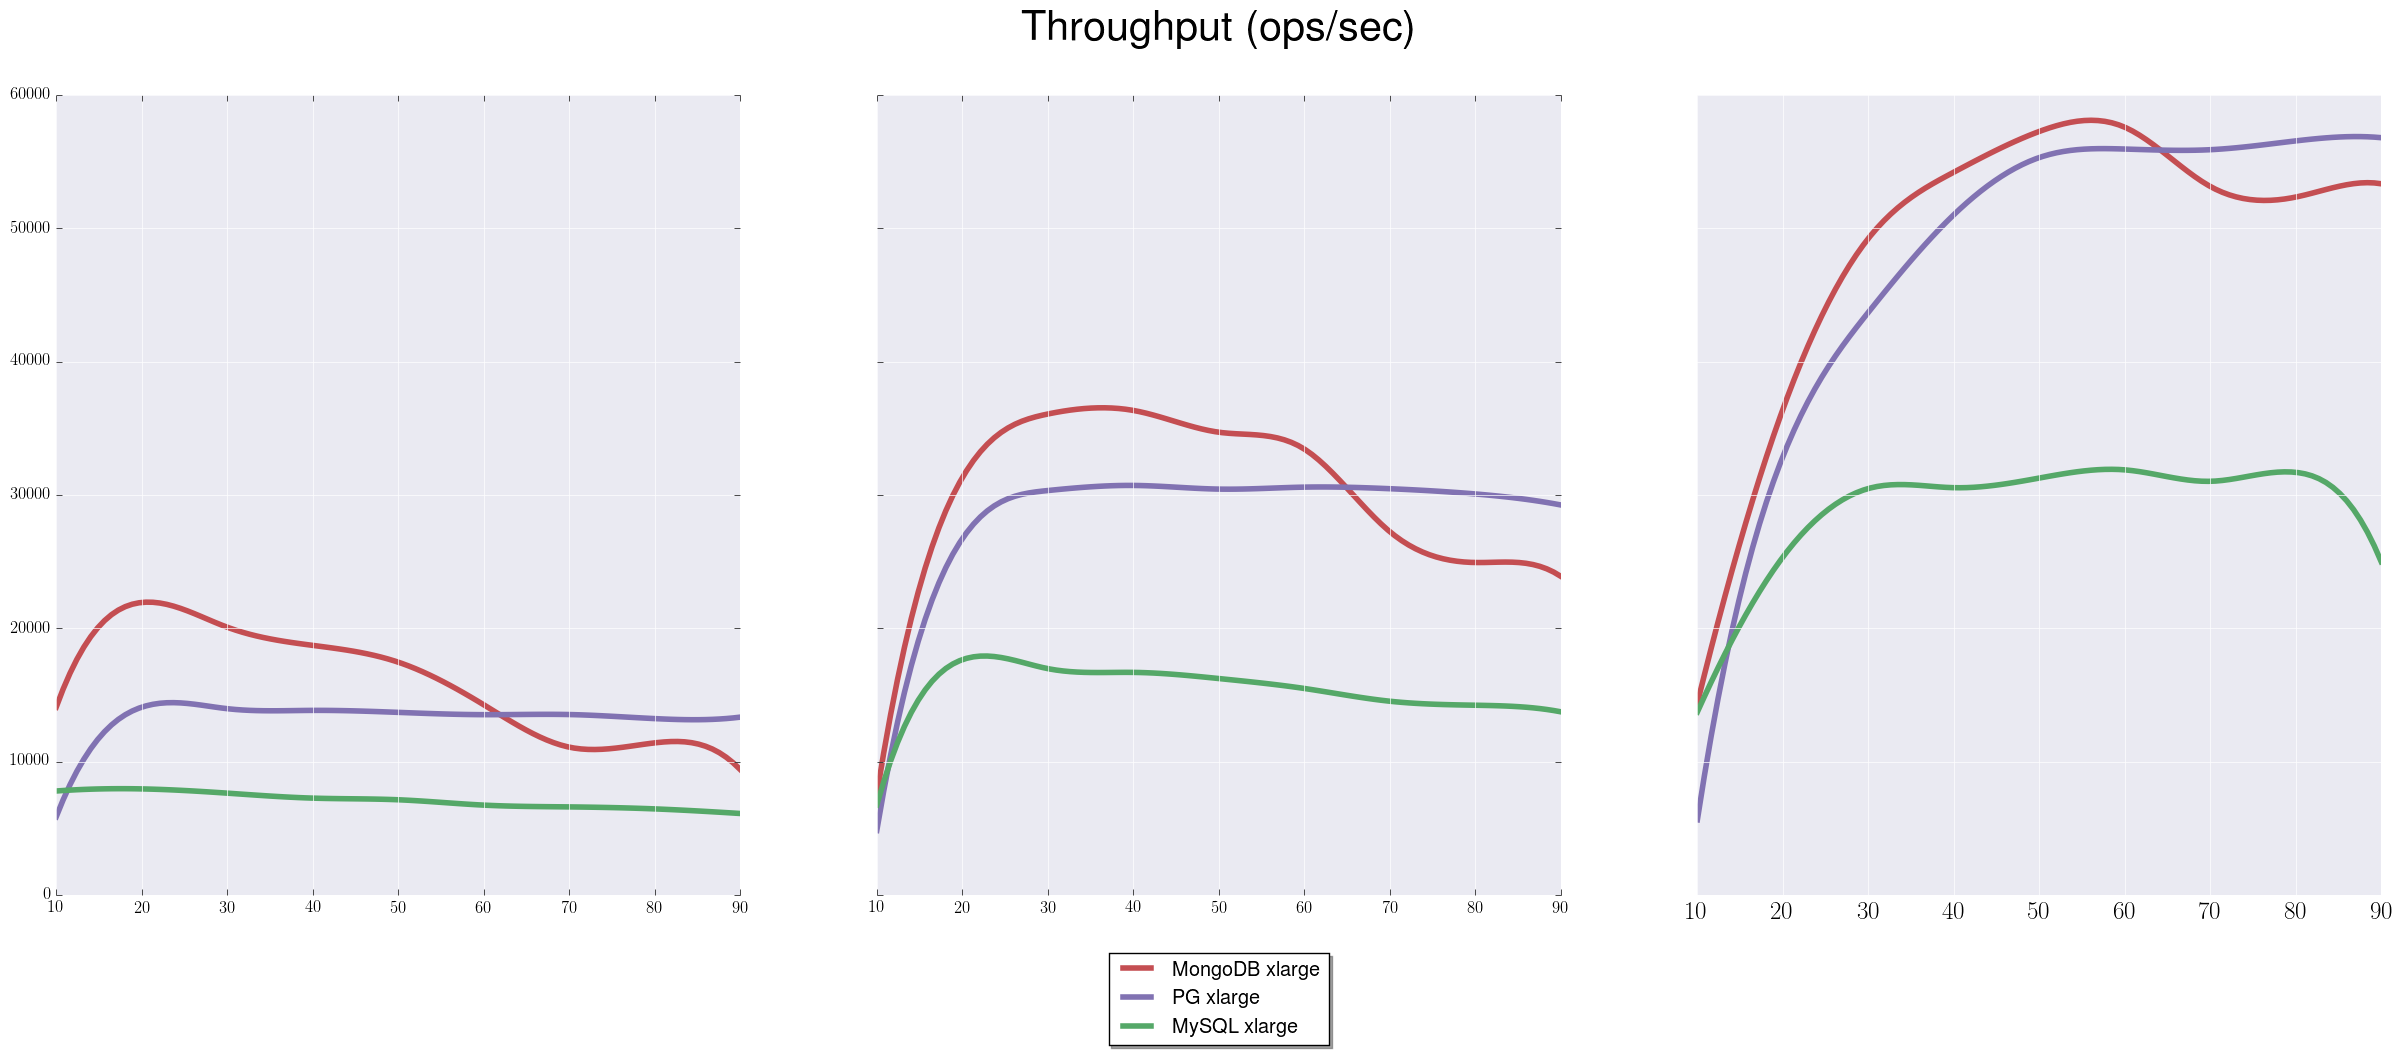 Throughput (ops/sec)
60000
50000
40000
30000
20000
10000
0
10 20 30 40 50 60 70 80 90
10 20 30 40 50 60 70 80 90
10 20 30 40 50 60 70 80 90
MongoDB xlarge
PG xlarge
MySQL xlarge